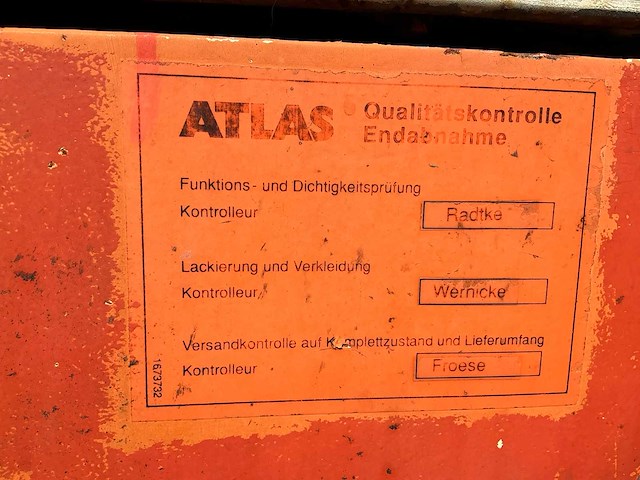 ATLAS Qualitätskontrolle
Endabnahme
Funktions- und Dichtigkeitsprüfung
Kontrolleur Radtke
Lackierung und Verkleidung
Kontrolleur Wernicke
Versandkontrolle auf Komplettzustand und Lieferumfang
Kontrolleur Froese
1673732